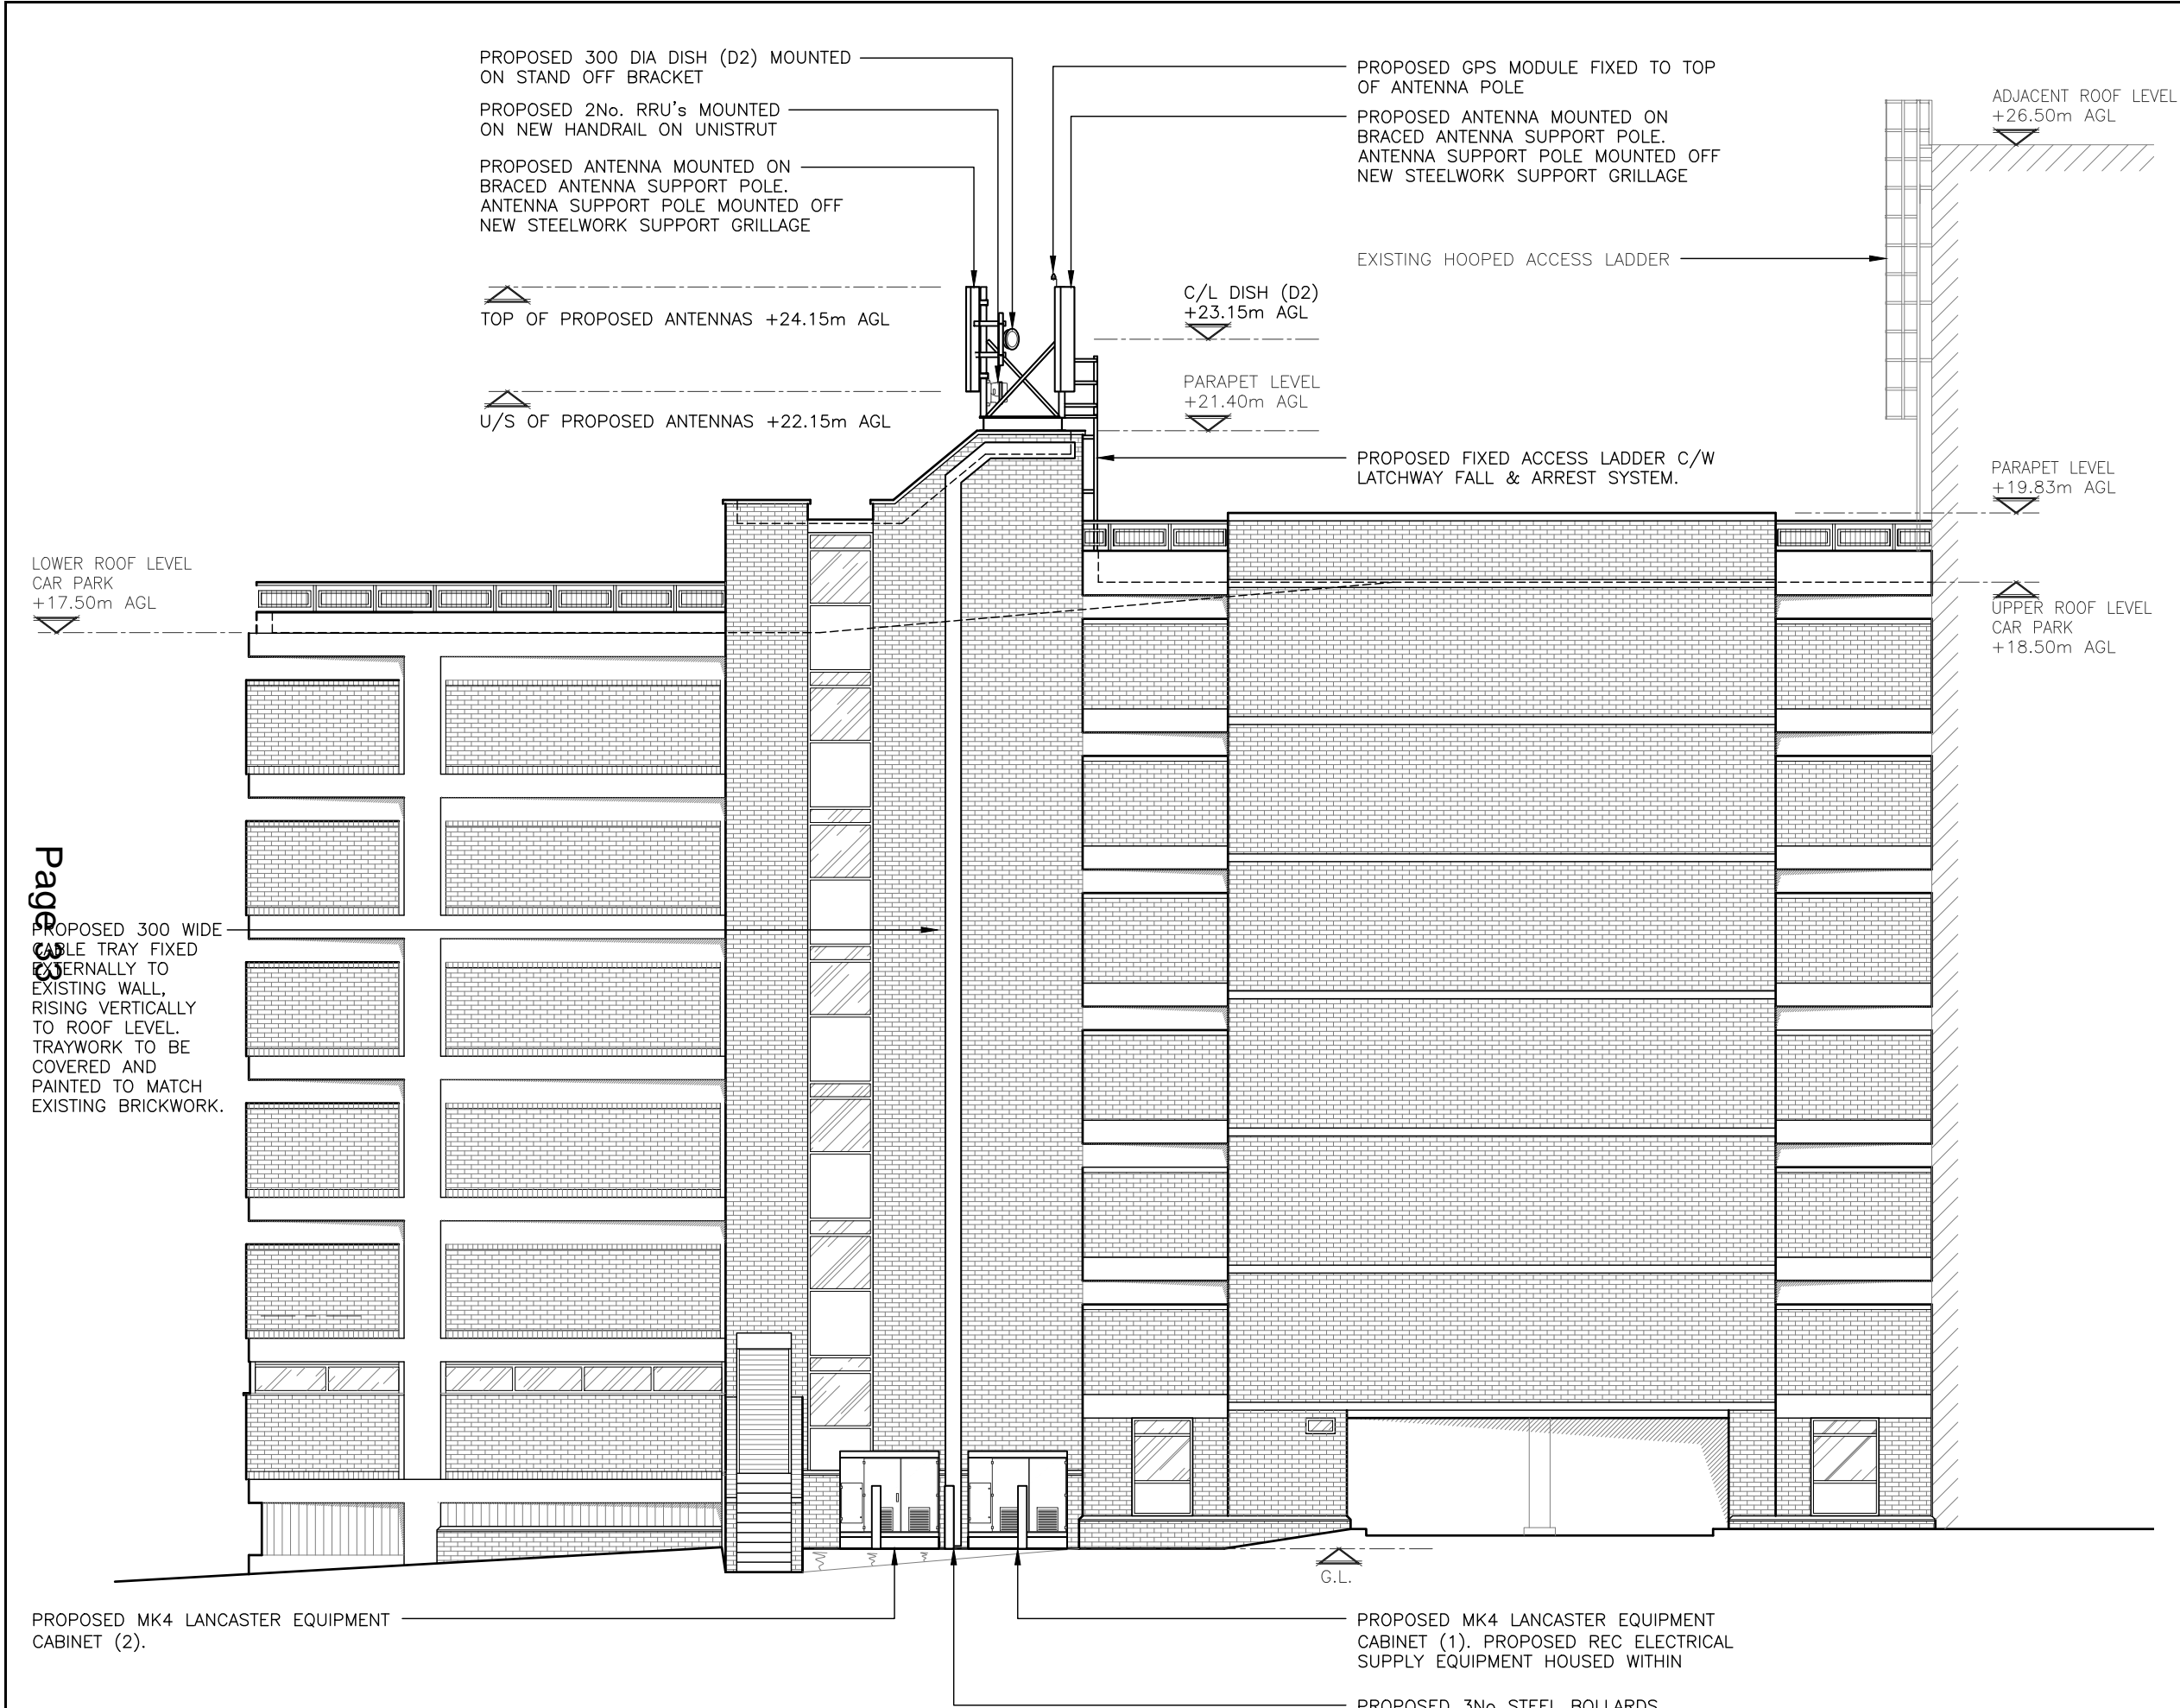 PROPOSED 300 DIA DISH (D2) MOUNTED
ON STAND OFF BRACKET
PROPOSED 2No. RRU's MOUNTED
ON NEW HANDRAIL ON UNISTRUT
PROPOSED ANTENNA MOUNTED ON
BRACED ANTENNA SUPPORT POLE.
ANTENNA SUPPORT POLE MOUNTED OFF
NEW STEELWORK SUPPORT GRILLAGE
TOP OF PROPOSED ANTENNAS +24.15m AGL
U/S OF PROPOSED ANTENNAS +22.15m AGL
PROPOSED GPS MODULE FIXED TO TOP
OF ANTENNA POLE
PROPOSED ANTENNA MOUNTED ON
BRACED ANTENNA SUPPORT POLE.
ANTENNA SUPPORT POLE MOUNTED OFF
NEW STEELWORK SUPPORT GRILLAGE
ADJACENT ROOF LEVEL
+26.50m AGL
EXISTING HOOPED ACCESS LADDER
C/L DISH (D2)
+23.15m AGL
PARAPET LEVEL
+21.40m AGL
PROPOSED FIXED ACCESS LADDER C/W
LATCHWAY FALL & ARREST SYSTEM.
PARAPET LEVEL
+19.83m AGL
LOWER ROOF LEVEL
CAR PARK
+17.50m AGL
UPPER ROOF LEVEL
CAR PARK
+18.50m AGL
Page 33
PROPOSED 300 WIDE
CABLE TRAY FIXED
EXTERNALLY TO
EXISTING WALL,
RISING VERTICALLY
TO ROOF LEVEL.
TRAYWORK TO BE
COVERED AND
PAINTED TO MATCH
EXISTING BRICKWORK.
G.L.
PROPOSED MK4 LANCASTER EQUIPMENT
CABINET (2).
PROPOSED MK4 LANCASTER EQUIPMENT
CABINET (1). PROPOSED REC ELECTRICAL
SUPPLY EQUIPMENT HOUSED WITHIN
PROPOSED 3No STEEL BOLLARDS